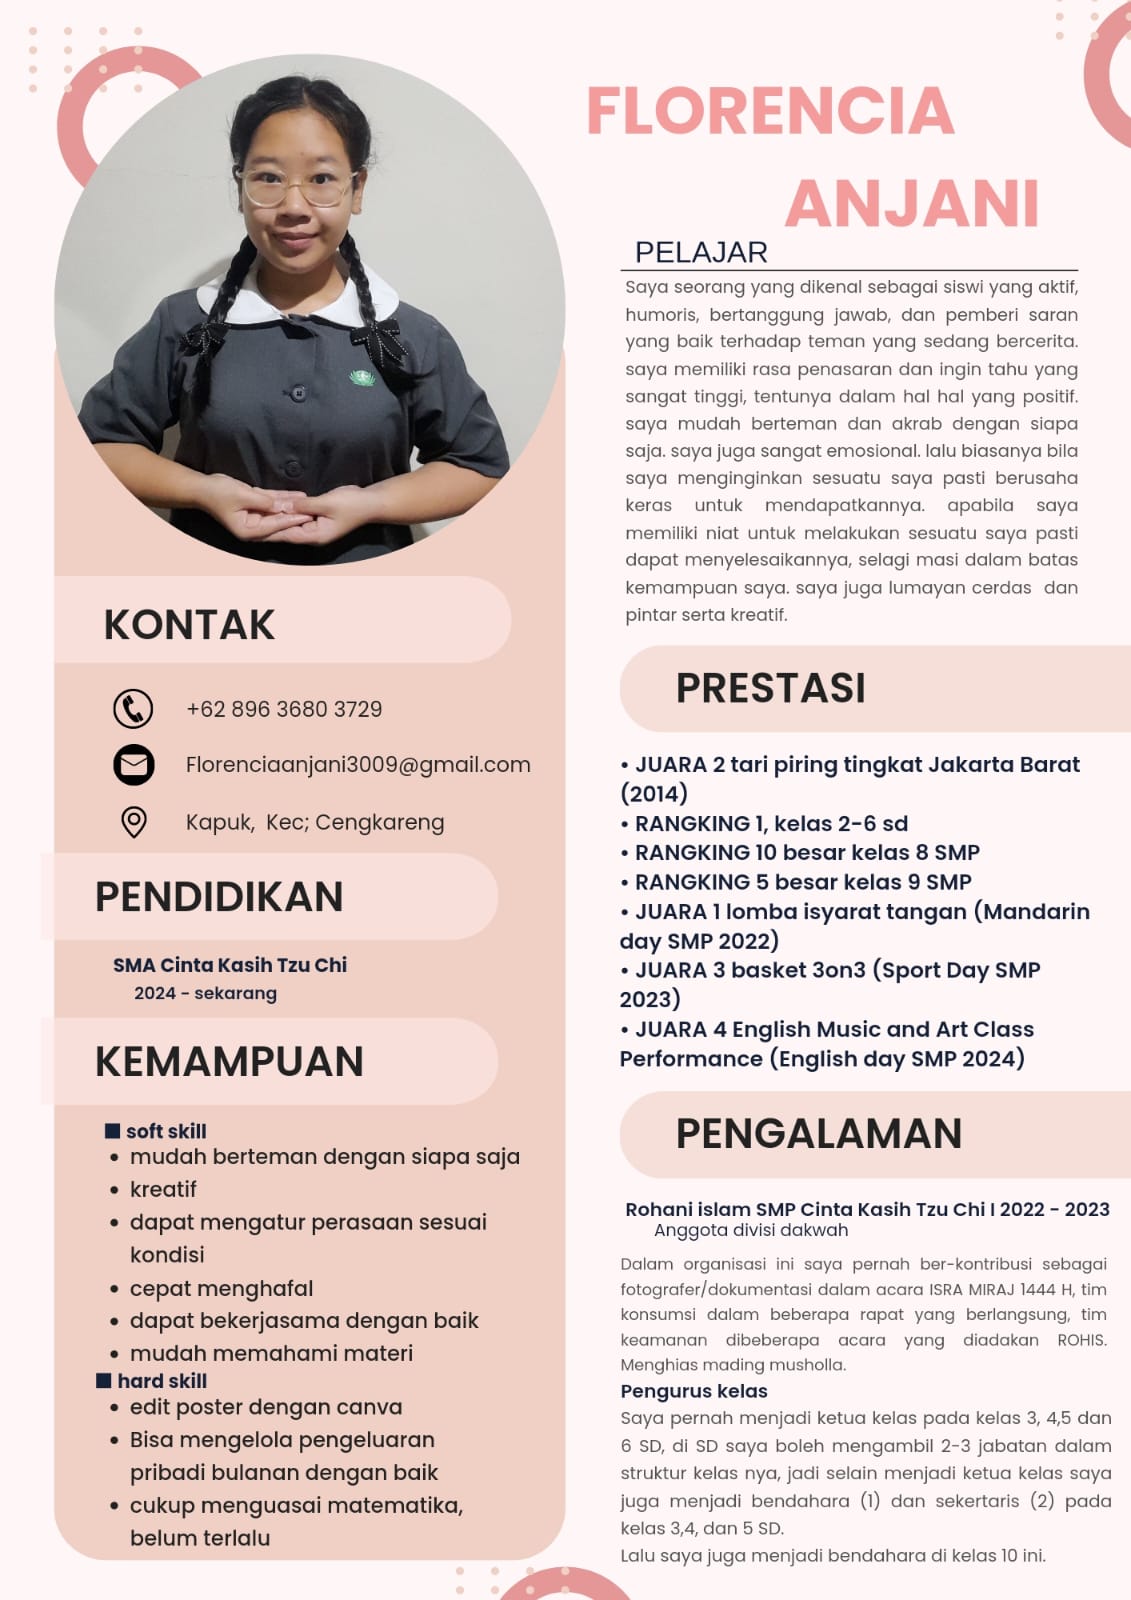 FLORENCIA
ANJANI
PELAJAR
Saya seorang yang dikenal sebagai siswi yang aktif,
humoris, bertanggung jawab, dan pemberi saran
yang baik terhadap teman yang sedang bercerita.
saya memiliki rasa penasaran dan ingin tahu yang
sangat tinggi, tentunya dalam hal hal yang positif.
saya mudah berteman dan akrab dengan siapa
saja. saya juga sangat emosional. lalu biasanya bila
saya menginginkan sesuatu saya pasti berusaha
keras untuk mendapatkannya. apabila saya
memiliki niat untuk melakukan sesuatu saya pasti
dapat menyelesaikannya, selagi masi dalam batas
kemampuan saya. saya juga lumayan cerdas  dan
pintar serta kreatif.
KONTAK
+62 896 3680 3729
Florenciaanjani3009@gmail.com
Kapuk,  Kec; Cengkareng
PENDIDIKAN
SMA Cinta Kasih Tzu Chi
2024 - sekarang
KEMAMPUAN
■ soft skill
• mudah berteman dengan siapa saja
• kreatif
• dapat mengatur perasaan sesuai
kondisi
• cepat menghafal
• dapat bekerjasama dengan baik
• mudah memahami materi
■ hard skill
• edit poster dengan canva
• Bisa mengelola pengeluaran
pribadi bulanan dengan baik
• cukup menguasai matematika,
belum terlalu
PRESTASI
• JUARA 2 tari piring tingkat Jakarta Barat
(2014)
• RANGKING 1, kelas 2-6 sd
• RANGKING 10 besar kelas 8 SMP
• RANGKING 5 besar kelas 9 SMP
• JUARA 1 lomba isyarat tangan (Mandarin
day SMP 2022)
• JUARA 3 basket 3on3 (Sport Day SMP
2023)
• JUARA 4 English Music and Art Class
Performance (English day SMP 2024)
PENGALAMAN
Rohani islam SMP Cinta Kasih Tzu Chi I 2022 - 2023
Anggota divisi dakwah
Dalam organisasi ini saya pernah ber-kontribusi sebagai
fotografer/dokumentasi dalam acara ISRA MIRAJ 1444 H, tim
konsumsi dalam beberapa rapat yang berlangsung, tim
keamanan dibeberapa acara yang diadakan ROHIS.
Menghias mading musholla.
Pengurus kelas
Saya pernah menjadi ketua kelas pada kelas 3, 4,5 dan
6 SD, di SD saya boleh mengambil 2-3 jabatan dalam
struktur kelas nya, jadi selain menjadi ketua kelas saya
juga menjadi bendahara (1) dan sekertaris (2) pada
kelas 3,4, dan 5 SD.
Lalu saya juga menjadi bendahara di kelas 10 ini.